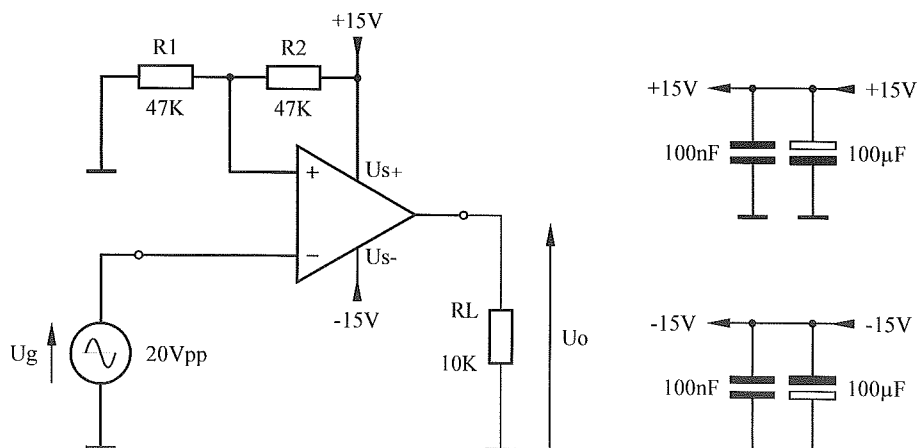 +15V
R1
R2
47K
47K
+
Us+
−
Us-
-15V
Ug
20Vpp
RL
10K
Uo
+15V
+15V
100nF
100µF
-15V
-15V
100nF
100µF